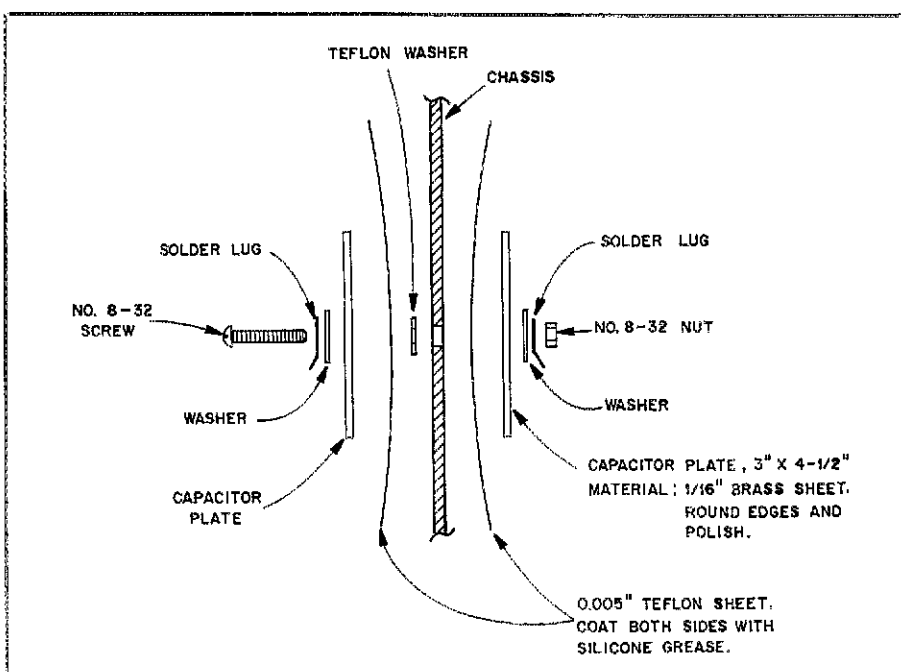 TEFLON WASHER
CHASSIS
SOLDER LUG
SOLDER LUG
NO. 8-32
SCREW
NO. 8-32 NUT
WASHER
WASHER
CAPACITOR
PLATE
CAPACITOR PLATE, 3" X 4-1/2"
MATERIAL: 1/16" BRASS SHEET.
ROUND EDGES AND
POLISH.
0.005" TEFLON SHEET.
COAT BOTH SIDES WITH
SILICONE GREASE.